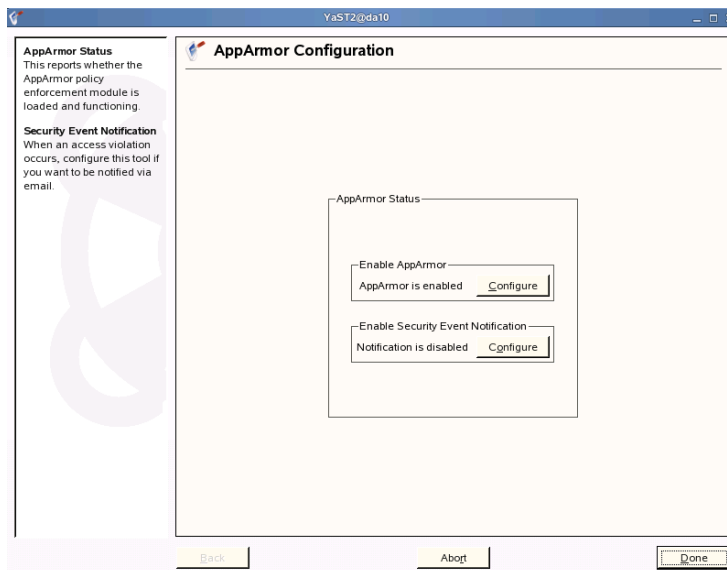 YaST2@da10
AppArmor Status
This reports whether the
AppArmor policy
enforcement module is
loaded and functioning.
Security Event Notification
When an access violation
occurs, configure this tool if
you want to be notified via
email.
AppArmor Configuration
AppArmor Status
Enable AppArmor
AppArmor is enabled Configure
Enable Security Event Notification
Notification is disabled Configure
Back Abort Done